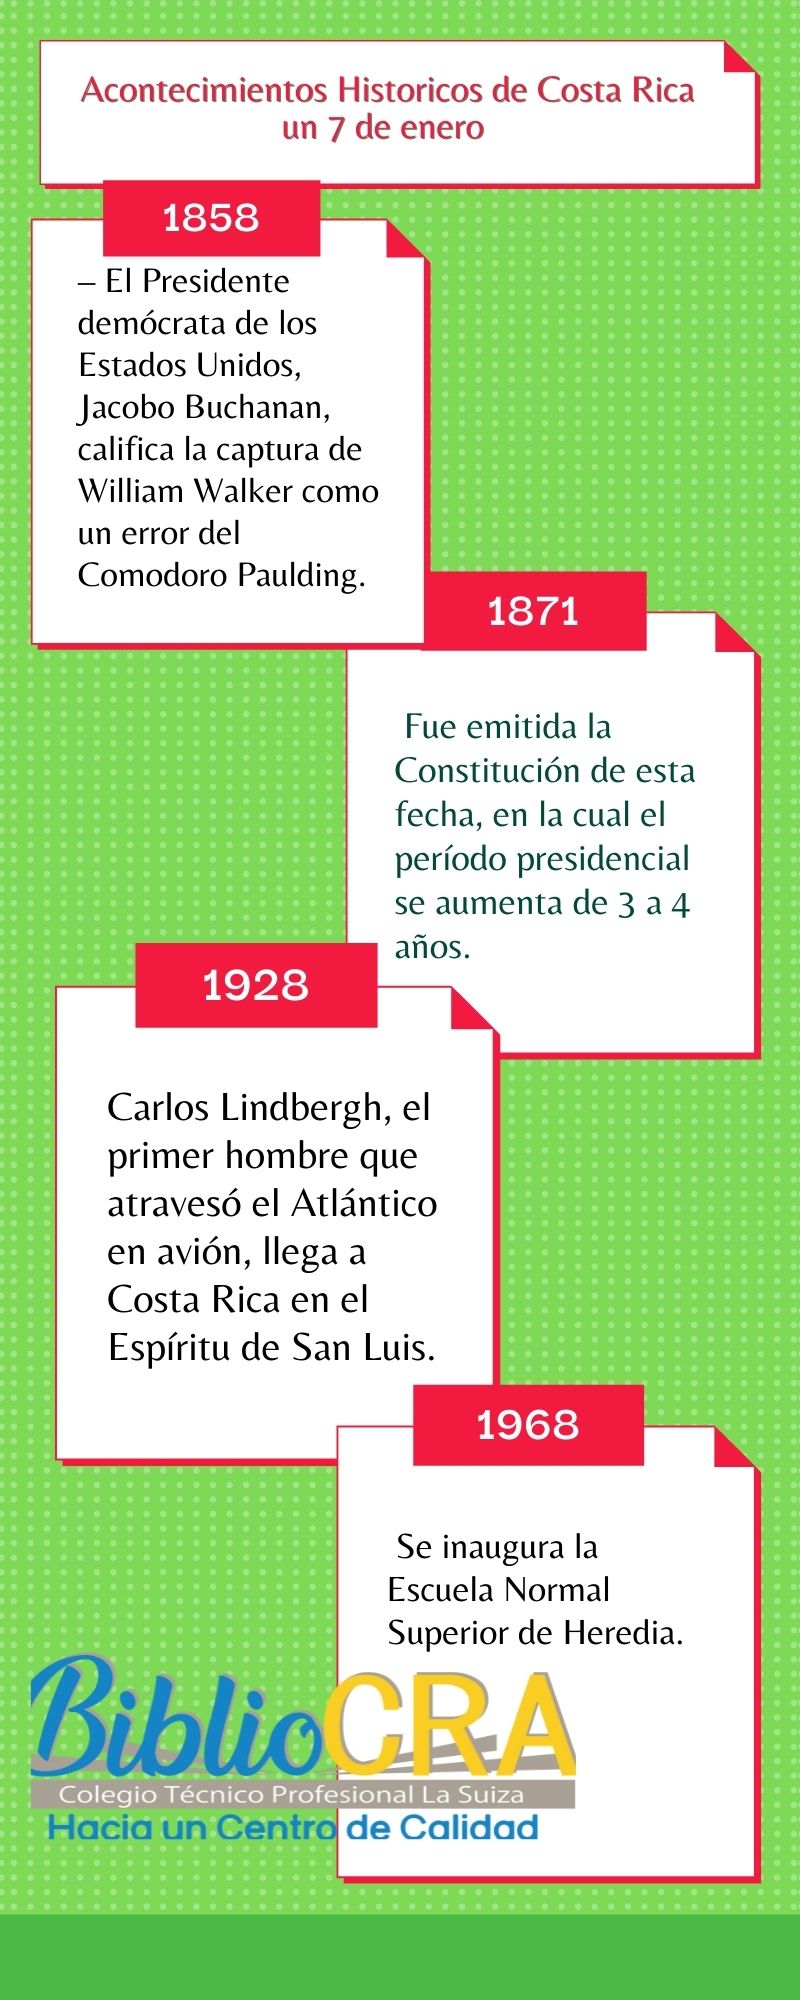 Acontecimientos Historicos de Costa Rica
un 7 de enero
1858
– El Presidente
demócrata de los
Estados Unidos,
Jacobo Buchanan,
califica la captura de
William Walker como
un error del
Comodoro Paulding.
1871
Fue emitida la
Constitución de esta
fecha, en la cual el
período presidencial
se aumenta de 3 a 4
años.
1928
Carlos Lindbergh, el
primer hombre que
atravesó el Atlántico
en avión, llega a
Costa Rica en el
Espíritu de San Luis.
1968
Se inaugura la
Escuela Normal
Superior de Heredia.
BiblioCRA
Colegio Técnico Profesional La Suiza
Hacia un Centro de Calidad